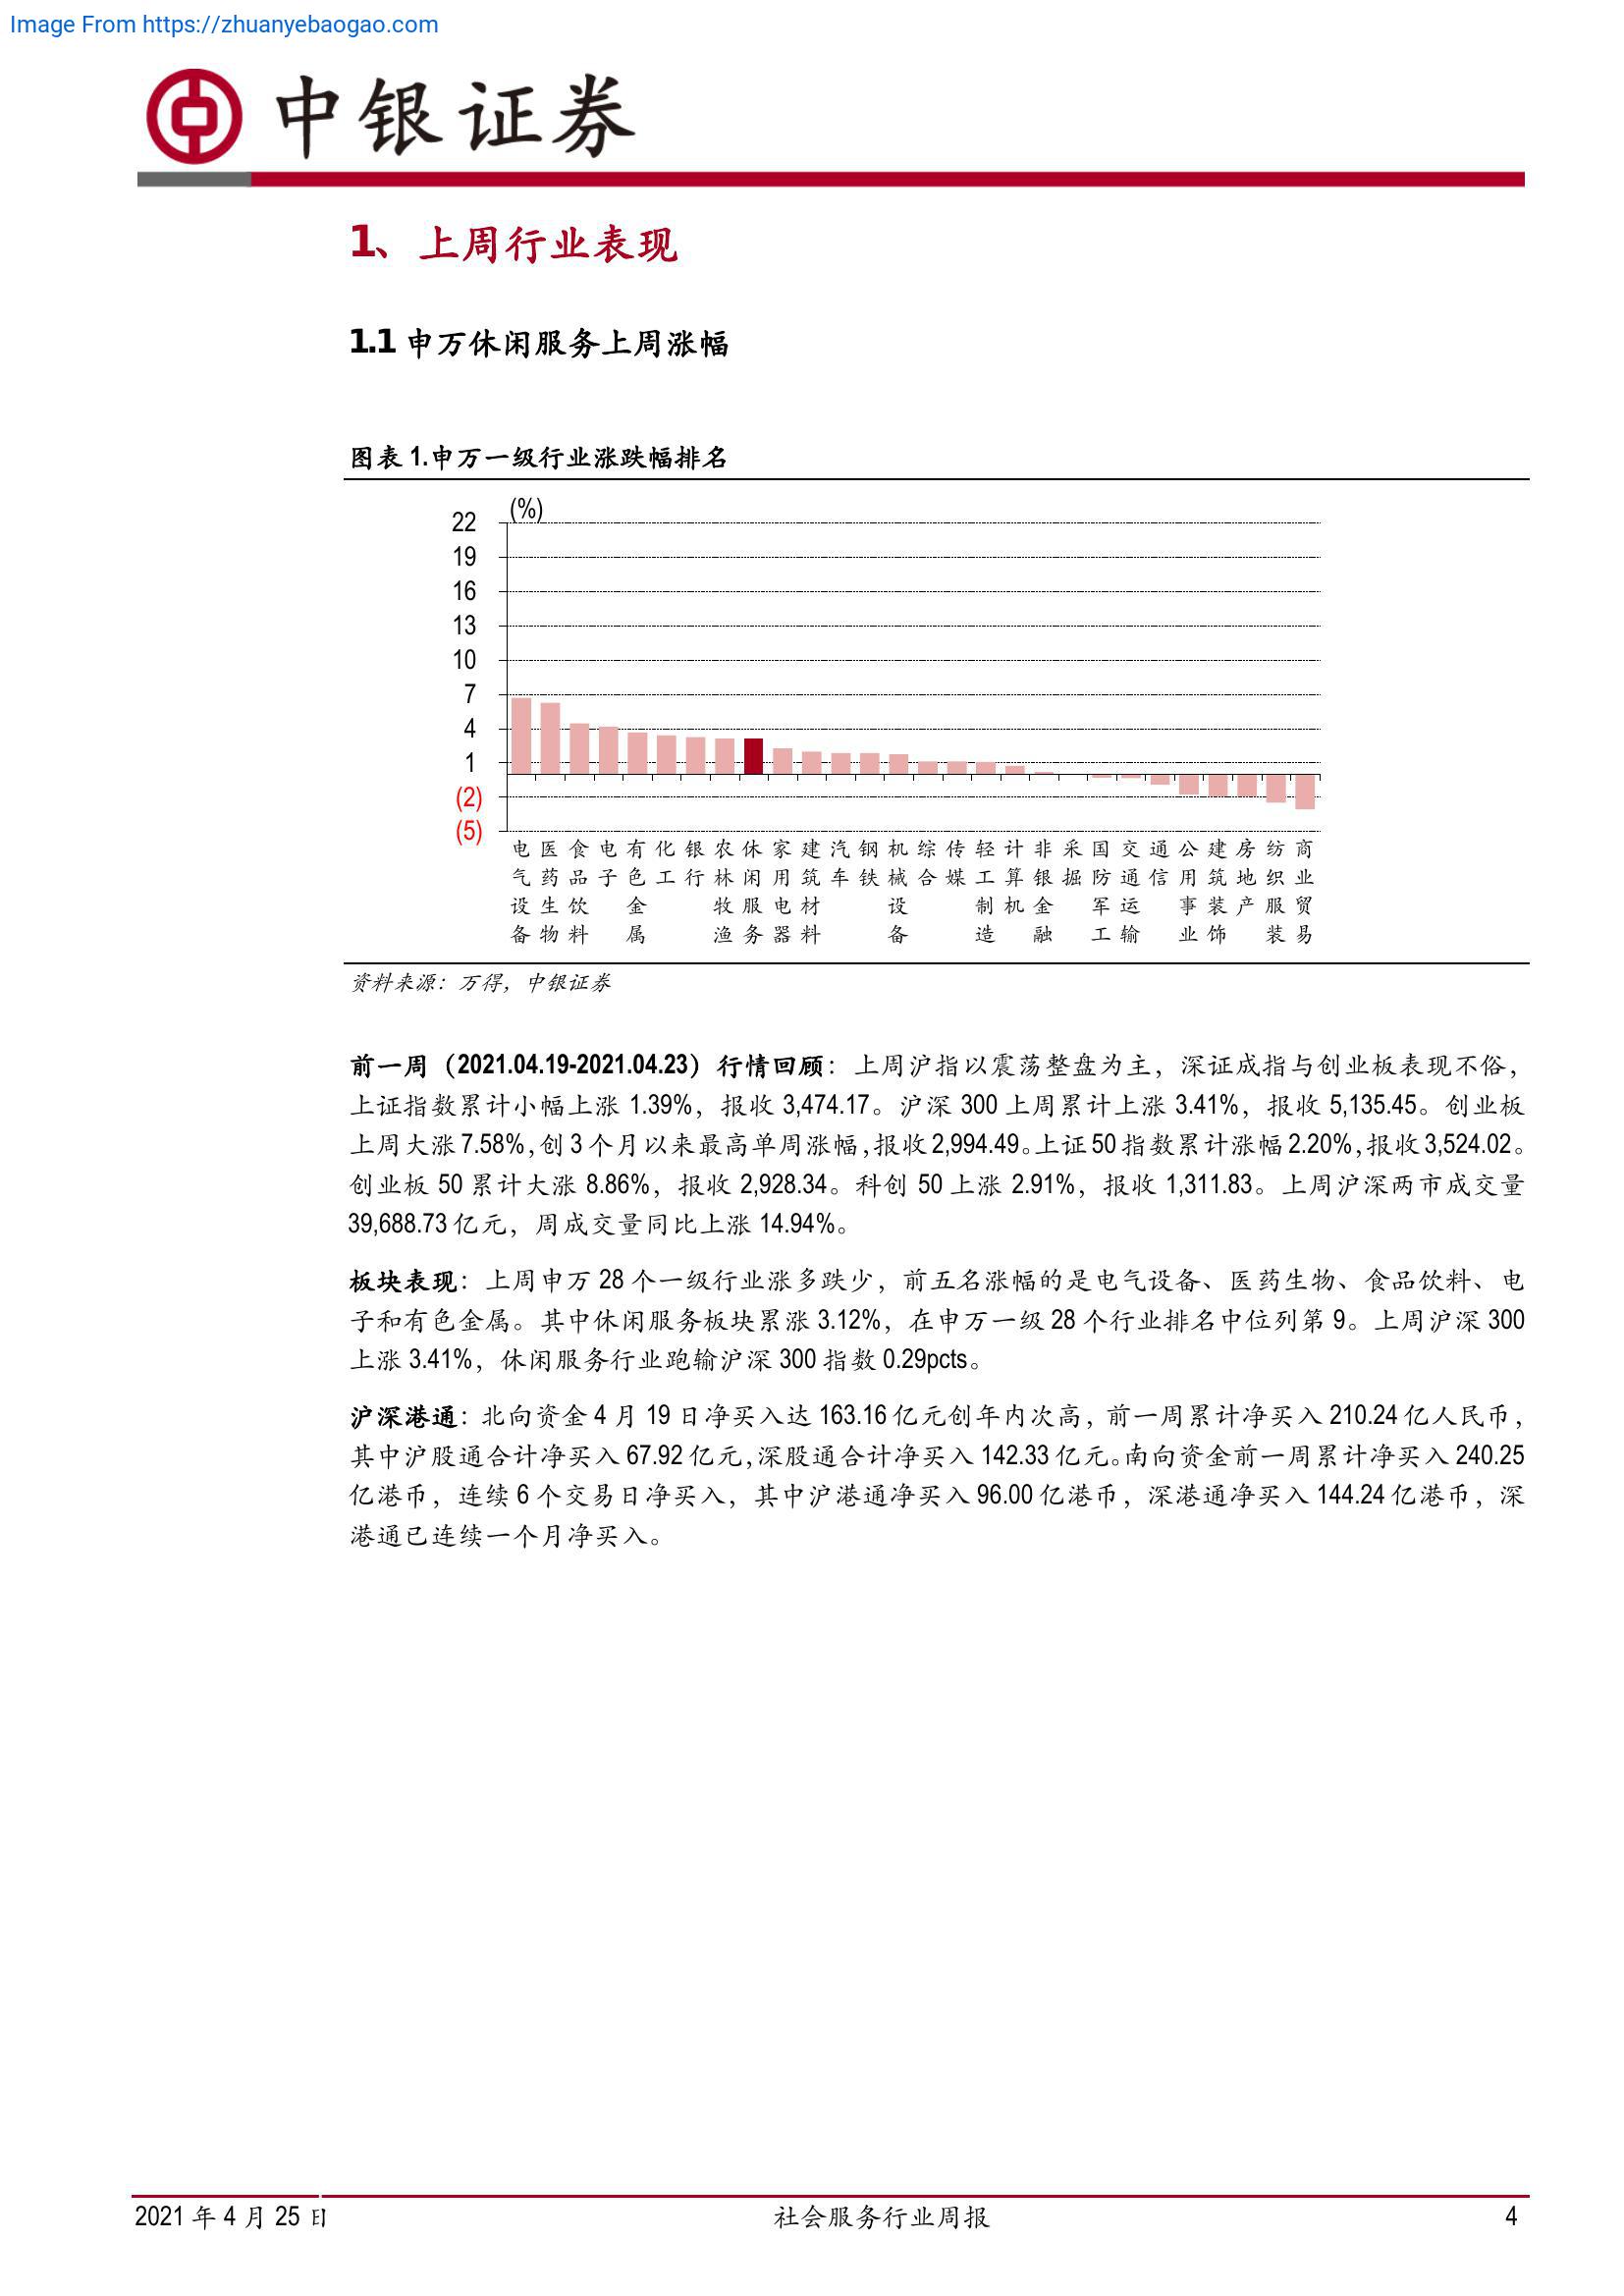 Image From https://zhuanyebaogao.com
中银证券
1、上周行业表现
1.1 申万休闲服务上周涨幅
图表 1.申万一级行业涨跌幅排名
(%)
22
19
16
13
10
7
4
1
(2)
(5)
电气设备 医药生物 食品饮料 电子 有色金属 化工 银行 农林牧渔 休闲服务 家用电器 建筑材料 汽车 钢铁 机械设备 综合 传媒 轻工制造 计算机 非银金融 采掘 国防军工 交通运输 通信 公用事业 建筑装饰 房地产 纺织服装 商业贸易
资料来源：万得，中银证券
前一周（2021.04.19-2021.04.23）行情回顾：上周沪指以震荡整盘为主，深证成指与创业板表现不俗，
上证指数累计小幅上涨 1.39%，报收 3,474.17。沪深 300 上周累计上涨 3.41%，报收 5,135.45。创业板
上周大涨 7.58%，创 3 个月以来最高单周涨幅，报收 2,994.49。上证 50 指数累计涨幅 2.20%，报收 3,524.02。
创业板 50 累计大涨 8.86%，报收 2,928.34。科创 50 上涨 2.91%，报收 1,311.83。上周沪深两市成交量
39,688.73 亿元，周成交量同比上涨 14.94%。
板块表现：上周申万 28 个一级行业涨多跌少，前五名涨幅的是电气设备、医药生物、食品饮料、电
子和有色金属。其中休闲服务板块累涨 3.12%，在申万一级 28 个行业排名中位列第 9。上周沪深 300
上涨 3.41%，休闲服务行业跑输沪深 300 指数 0.29pcts。
沪深港通：北向资金 4 月 19 日净买入达 163.16 亿元创年内次高，前一周累计净买入 210.24 亿人民币，
其中沪股通合计净买入 67.92 亿元，深股通合计净买入 142.33 亿元。南向资金前一周累计净买入 240.25
亿港币，连续 6 个交易日净买入，其中沪港通净买入 96.00 亿港币，深港通净买入 144.24 亿港币，深
港通已连续一个月净买入。
2021 年 4 月 25 日
社会服务行业周报
4